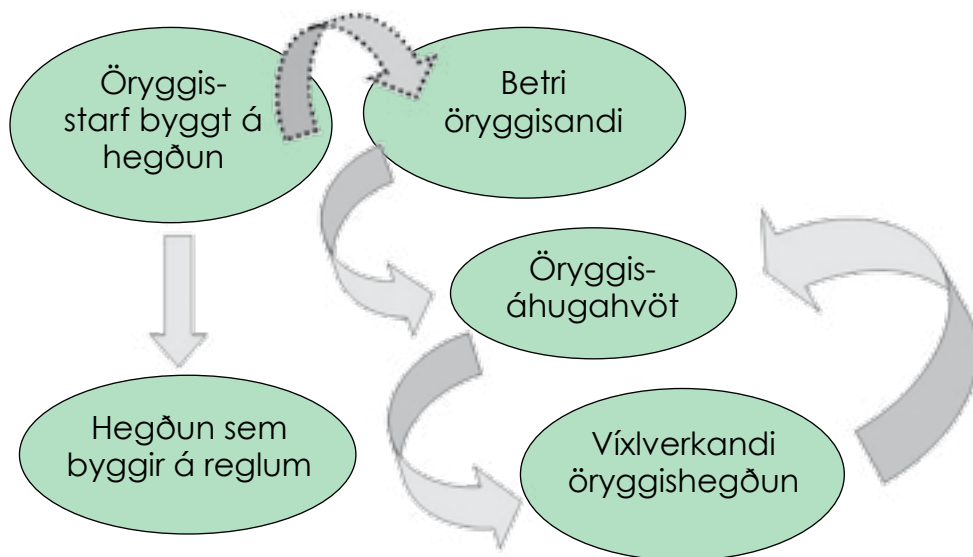 Öryggis-
starf byggt á
hegðun
Betri
öryggisandi
Öryggis-
áhugahvöt
Hegðun sem
byggir á reglum
Víxlverkandi
öryggishegðun